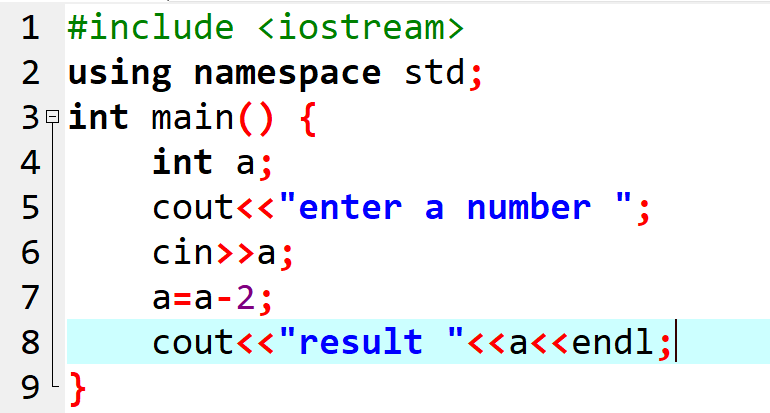 1 #include <iostream>
2 using namespace std;
3 int main() {
4 int a;
5 cout<<"enter a number ";
6 cin>>a;
7 a=a-2;
8 cout<<"result "<<a<<endl;
9 }